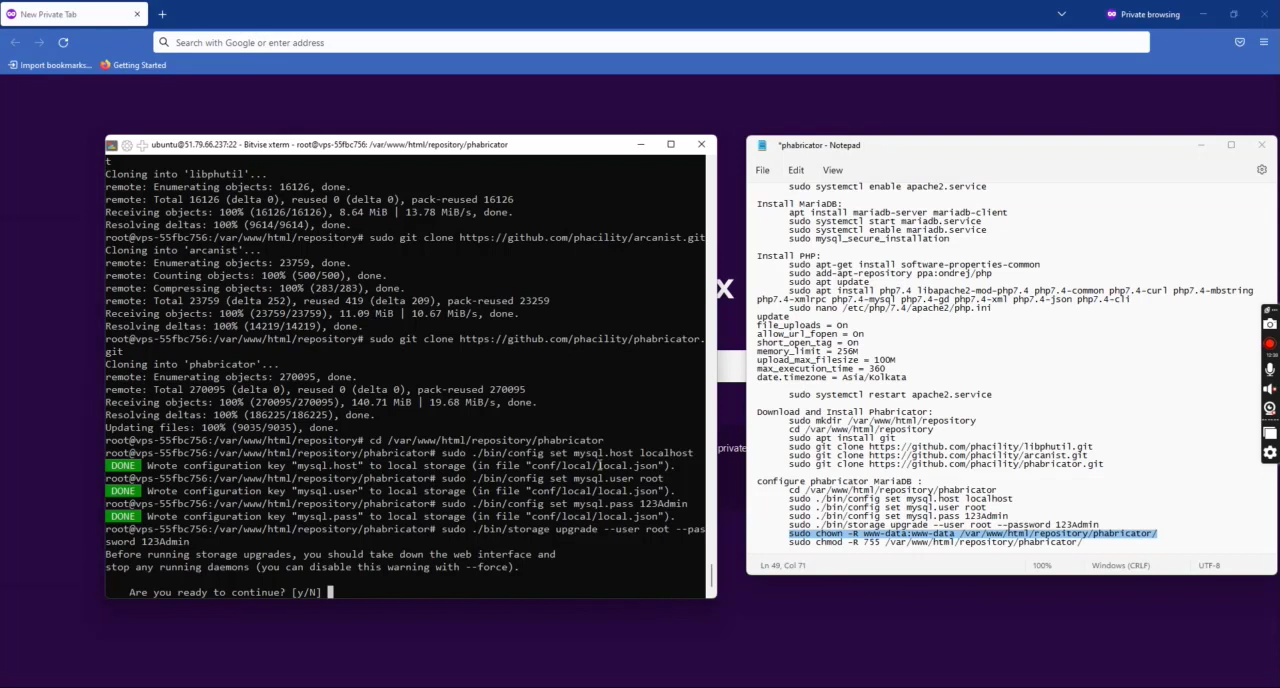 New Private Tab
Private browsing
Search with Google or enter address
Import bookmarks...
Getting Started
ubuntu@51.79.66.237:22 - Bitvise xterm - root@vps-55fbc756: /var/www/html/repository/phabricator
t
Cloning into 'libphutil'...
remote: Enumerating objects: 16126, done.
remote: Total 16126 (delta 0), reused 0 (delta 0), pack-reused 16126
Receiving objects: 100% (16126/16126), 8.64 MiB | 13.78 MiB/s, done.
Resolving deltas: 100% (9614/9614), done.
root@vps-55fbc756:/var/www/html/repository# sudo git clone https://github.com/phacility/arcanist.git
Cloning into 'arcanist'...
remote: Enumerating objects: 23759, done.
remote: Counting objects: 100% (500/500), done.
remote: Compressing objects: 100% (283/283), done.
remote: Total 23759 (delta 252), reused 419 (delta 209), pack-reused 23259
Receiving objects: 100% (23759/23759), 11.09 MiB | 10.67 MiB/s, done.
Resolving deltas: 100% (14219/14219), done.
root@vps-55fbc756:/var/www/html/repository# sudo git clone https://github.com/phacility/phabricator.
git
Cloning into 'phabricator'...
remote: Enumerating objects: 270095, done.
remote: Total 270095 (delta 0), reused 0 (delta 0), pack-reused 270095
Receiving objects: 100% (270095/270095), 140.71 MiB | 19.68 MiB/s, done.
Resolving deltas: 100% (186225/186225), done.
Updating files: 100% (9035/9035), done.
root@vps-55fbc756:/var/www/html/repository# cd /var/www/html/repository/phabricator
root@vps-55fbc756:/var/www/html/repository/phabricator# sudo ./bin/config set mysql.host localhost
DONE Wrote configuration key "mysql.host" to local storage (in file "conf/local/local.json").
root@vps-55fbc756:/var/www/html/repository/phabricator# sudo ./bin/config set mysql.user root
DONE Wrote configuration key "mysql.user" to local storage (in file "conf/local/local.json").
root@vps-55fbc756:/var/www/html/repository/phabricator# sudo ./bin/config set mysql.pass 123Admin
DONE Wrote configuration key "mysql.pass" to local storage (in file "conf/local/local.json").
root@vps-55fbc756:/var/www/html/repository/phabricator# sudo ./bin/storage upgrade --user root --pas
sword 123Admin
Before running storage upgrades, you should take down the web interface and
stop any running daemons (you can disable this warning with --force).
Are you ready to continue? [y/N]
x
private
*phabricator - Notepad
File Edit View
sudo systemctl enable apache2.service
Install MariaDB:
apt install mariadb-server mariadb-client
sudo systemctl start mariadb.service
sudo systemctl enable mariadb.service
sudo mysql_secure_installation
Install PHP:
sudo apt-get install software-properties-common
sudo add-apt-repository ppa:ondrej/php
sudo apt update
sudo apt install php7.4 libapache2-mod-php7.4 php7.4-common php7.4-curl php7.4-mbstring
php7.4-xmlrpc php7.4-mysql php7.4-gd php7.4-xml php7.4-json php7.4-cli
sudo nano /etc/php/7.4/apache2/php.ini
update
file_uploads = On
allow_url_fopen = On
short_open_tag = On
memory_limit = 256M
upload_max_filesize = 100M
max_execution_time = 360
date.timezone = Asia/Kolkata
sudo systemctl restart apache2.service
Download and Install Phabricator:
sudo mkdir /var/www/html/repository
cd /var/www/html/repository
sudo apt install git
sudo git clone https://github.com/phacility/libphutil.git
sudo git clone https://github.com/phacility/arcanist.git
sudo git clone https://github.com/phacility/phabricator.git
configure phabricator MariaDB :
cd /var/www/html/repository/phabricator
sudo ./bin/config set mysql.host localhost
sudo ./bin/config set mysql.user root
sudo ./bin/config set mysql.pass 123Admin
sudo ./bin/storage upgrade --user root --password 123Admin
sudo chown -R www-data:www-data /var/www/html/repository/phabricator/
sudo chmod -R 755 /var/www/html/repository/phabricator/
Ln 49, Col 71
100%
Windows (CRLF)
UTF-8